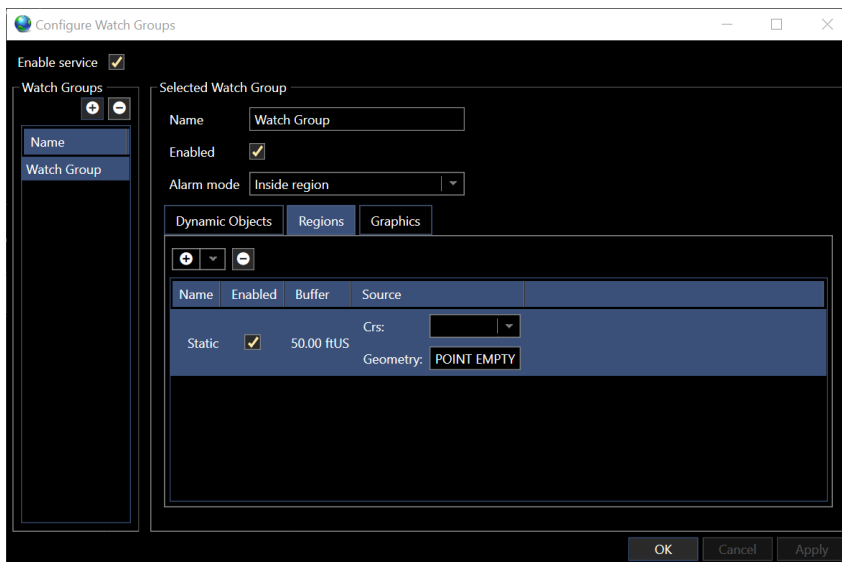 Configure Watch Groups
Enable service
Watch Groups
Name
Watch Group
Selected Watch Group
Name Watch Group
Enabled
Alarm mode Inside region
Dynamic Objects Regions Graphics
Name Enabled Buffer Source
Static 50.00 ftUS
Crs:
Geometry: POINT EMPTY
OK Cancel Apply